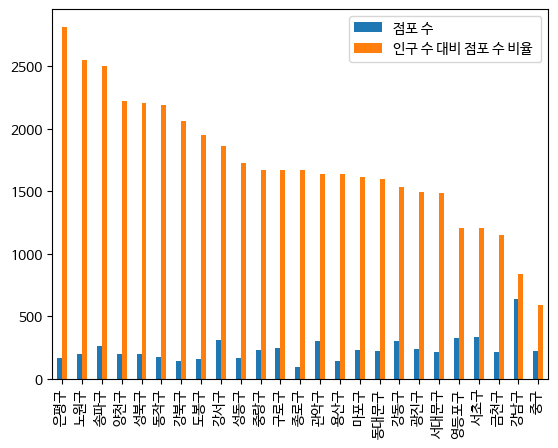 점포 수
인구 수 대비 점포 수 비율
2500
2000
1500
1000
500
0
은평구
노원구
송파구
양천구
성북구
동작구
강북구
도봉구
강서구
성동구
중랑구
구로구
종로구
관악구
용산구
마포구
동대문구
강동구
광진구
서대문구
영등포구
서초구
금천구
강남구
중구